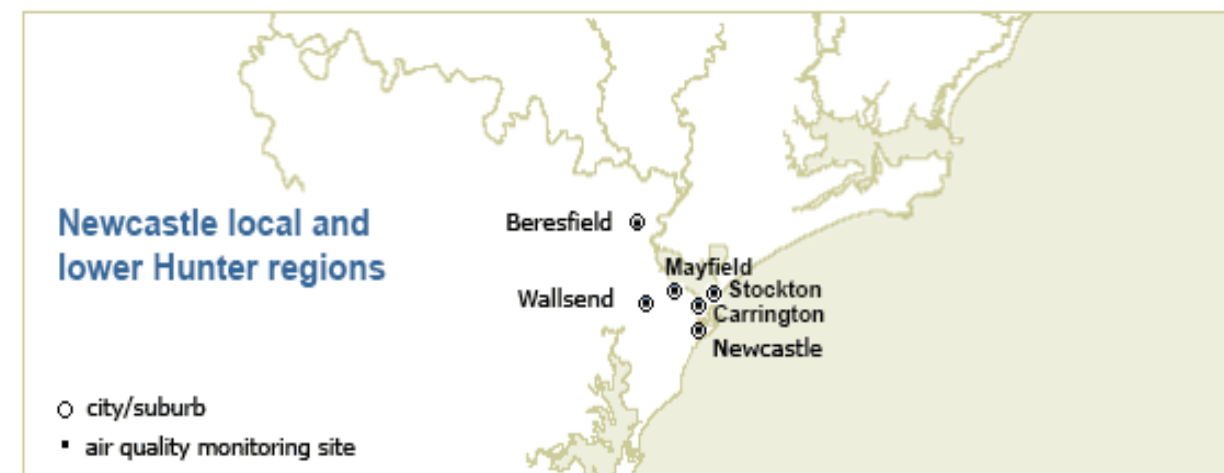 Newcastle local and
lower Hunter regions
Beresfield
Mayfield
Wallsend
Stockton
Carrington
Newcastle
city/suburb
air quality monitoring site